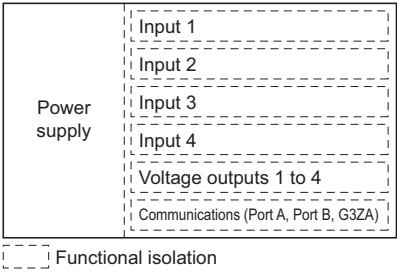 Power
supply
Input 1
Input 2
Input 3
Input 4
Voltage outputs 1 to 4
Communications (Port A, Port B, G3ZA)
Functional isolation